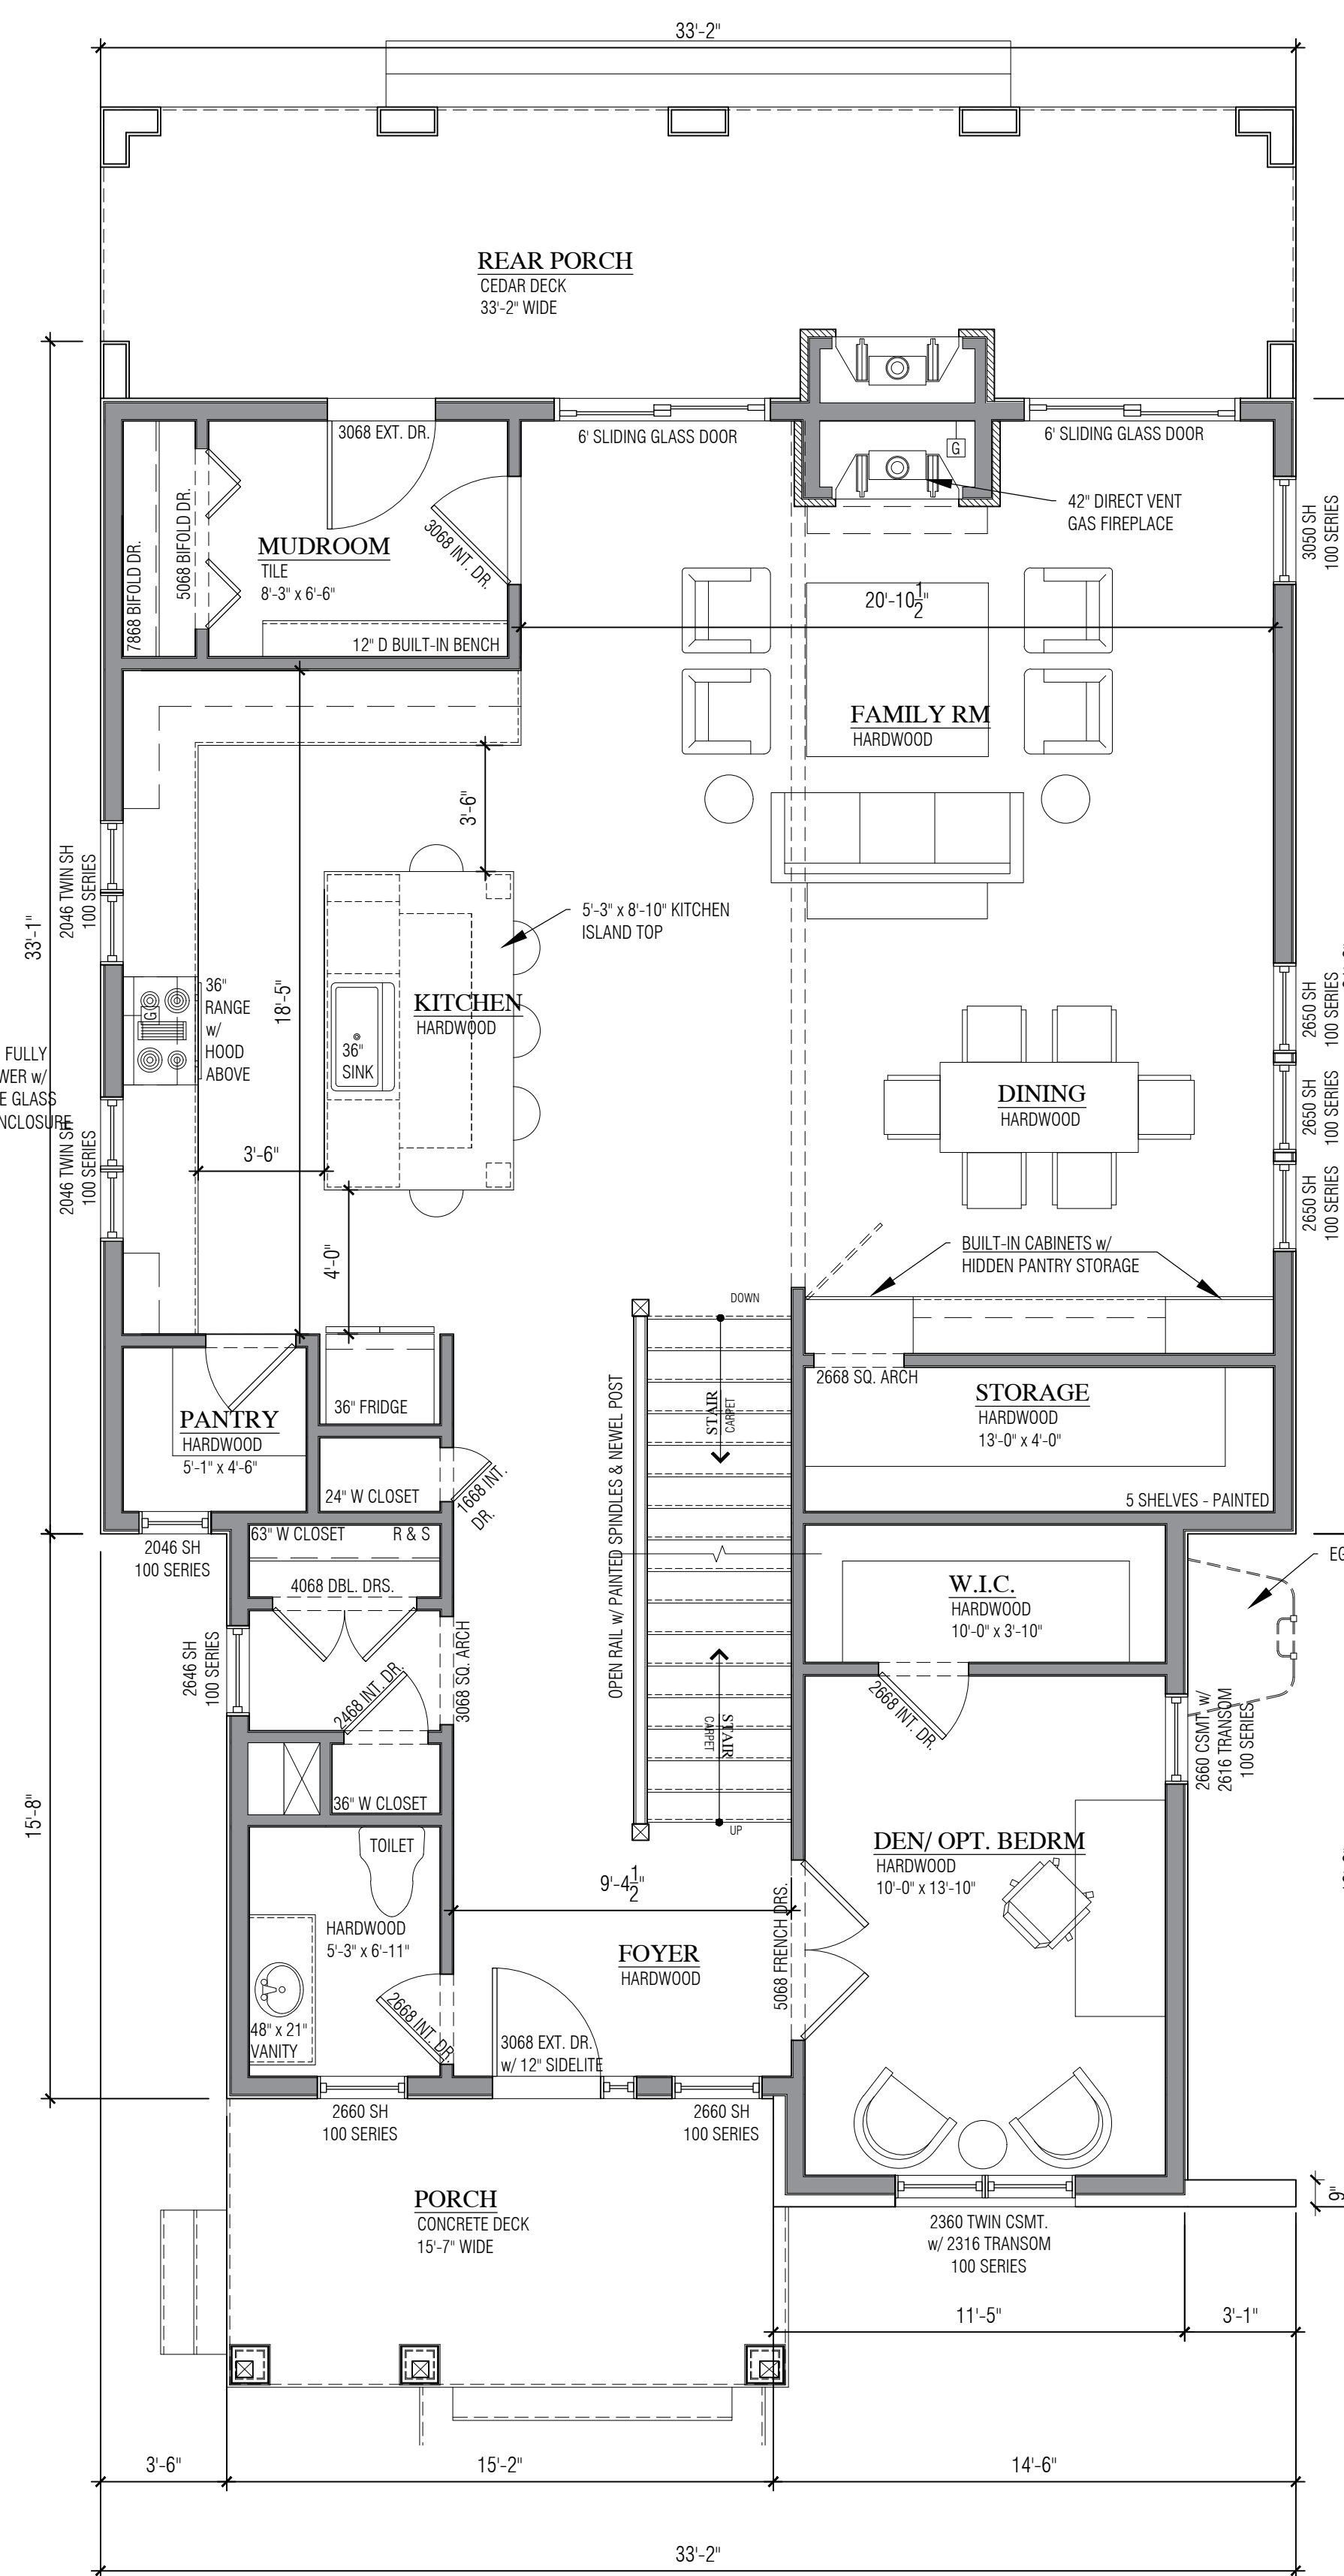 33'-2"
REAR PORCH
CEDAR DECK
33'-2" WIDE
3068 EXT. DR.
6' SLIDING GLASS DOOR
6' SLIDING GLASS DOOR
G
42" DIRECT VENT
GAS FIREPLACE
7868 BIFOLD DR.
5068 BIFOLD DR.
MUDROOM
TILE
8'-3" x 6'-6"
3068 INT. DR.
12" D BUILT-IN BENCH
3050 SH
100 SERIES
20'-10 1/2"
FAMILY RM
HARDWOOD
3'-6"
2046 TWIN SH
100 SERIES
33'-1"
18'-5"
5'-3" x 8'-10" KITCHEN
ISLAND TOP
36"
RANGE
w/
HOOD
ABOVE
G
KITCHEN
HARDWOOD
36"
SINK
FULLY
WER w/
E GLASS
NCLOSURE
2046 TWIN SH
100 SERIES
3'-6"
4'-0"
DINING
HARDWOOD
2650 SH
100 SERIES
2650 SH
100 SERIES
2650 SH
100 SERIES
BUILT-IN CABINETS w/
HIDDEN PANTRY STORAGE
DOWN
2668 SQ. ARCH
36" FRIDGE
PANTRY
HARDWOOD
5'-1" x 4'-6"
STAIR
CARPET
STORAGE
HARDWOOD
13'-0" x 4'-0"
5 SHELVES - PAINTED
24" W CLOSET
1668 INT.
DR.
OPEN RAIL w/ PAINTED SPINDLES & NEWEL POST
2046 SH
100 SERIES
63" W CLOSET
R & S
4068 DBL. DRS.
EG
W.I.C.
HARDWOOD
10'-0" x 3'-10"
2646 SH
100 SERIES
2468 INT. DR.
3068 SQ. ARCH
2668 INT. DR.
2660 CSMT. w/
2616 TRANSOM
100 SERIES
STAIR
CARPET
36" W CLOSET
UP
15'-8"
TOILET
DEN/ OPT. BEDRM
HARDWOOD
10'-0" x 13'-10"
9'-4 1/2"
HARDWOOD
5'-3" x 6'-11"
FOYER
HARDWOOD
5068 FRENCH DRS.
48" x 21"
VANITY
2668 INT. DR.
3068 EXT. DR.
w/ 12" SIDELITE
2660 SH
100 SERIES
2660 SH
100 SERIES
PORCH
CONCRETE DECK
15'-7" WIDE
2360 TWIN CSMT.
w/ 2316 TRANSOM
100 SERIES
9"
11'-5"
3'-1"
3'-6"
15'-2"
14'-6"
33'-2"